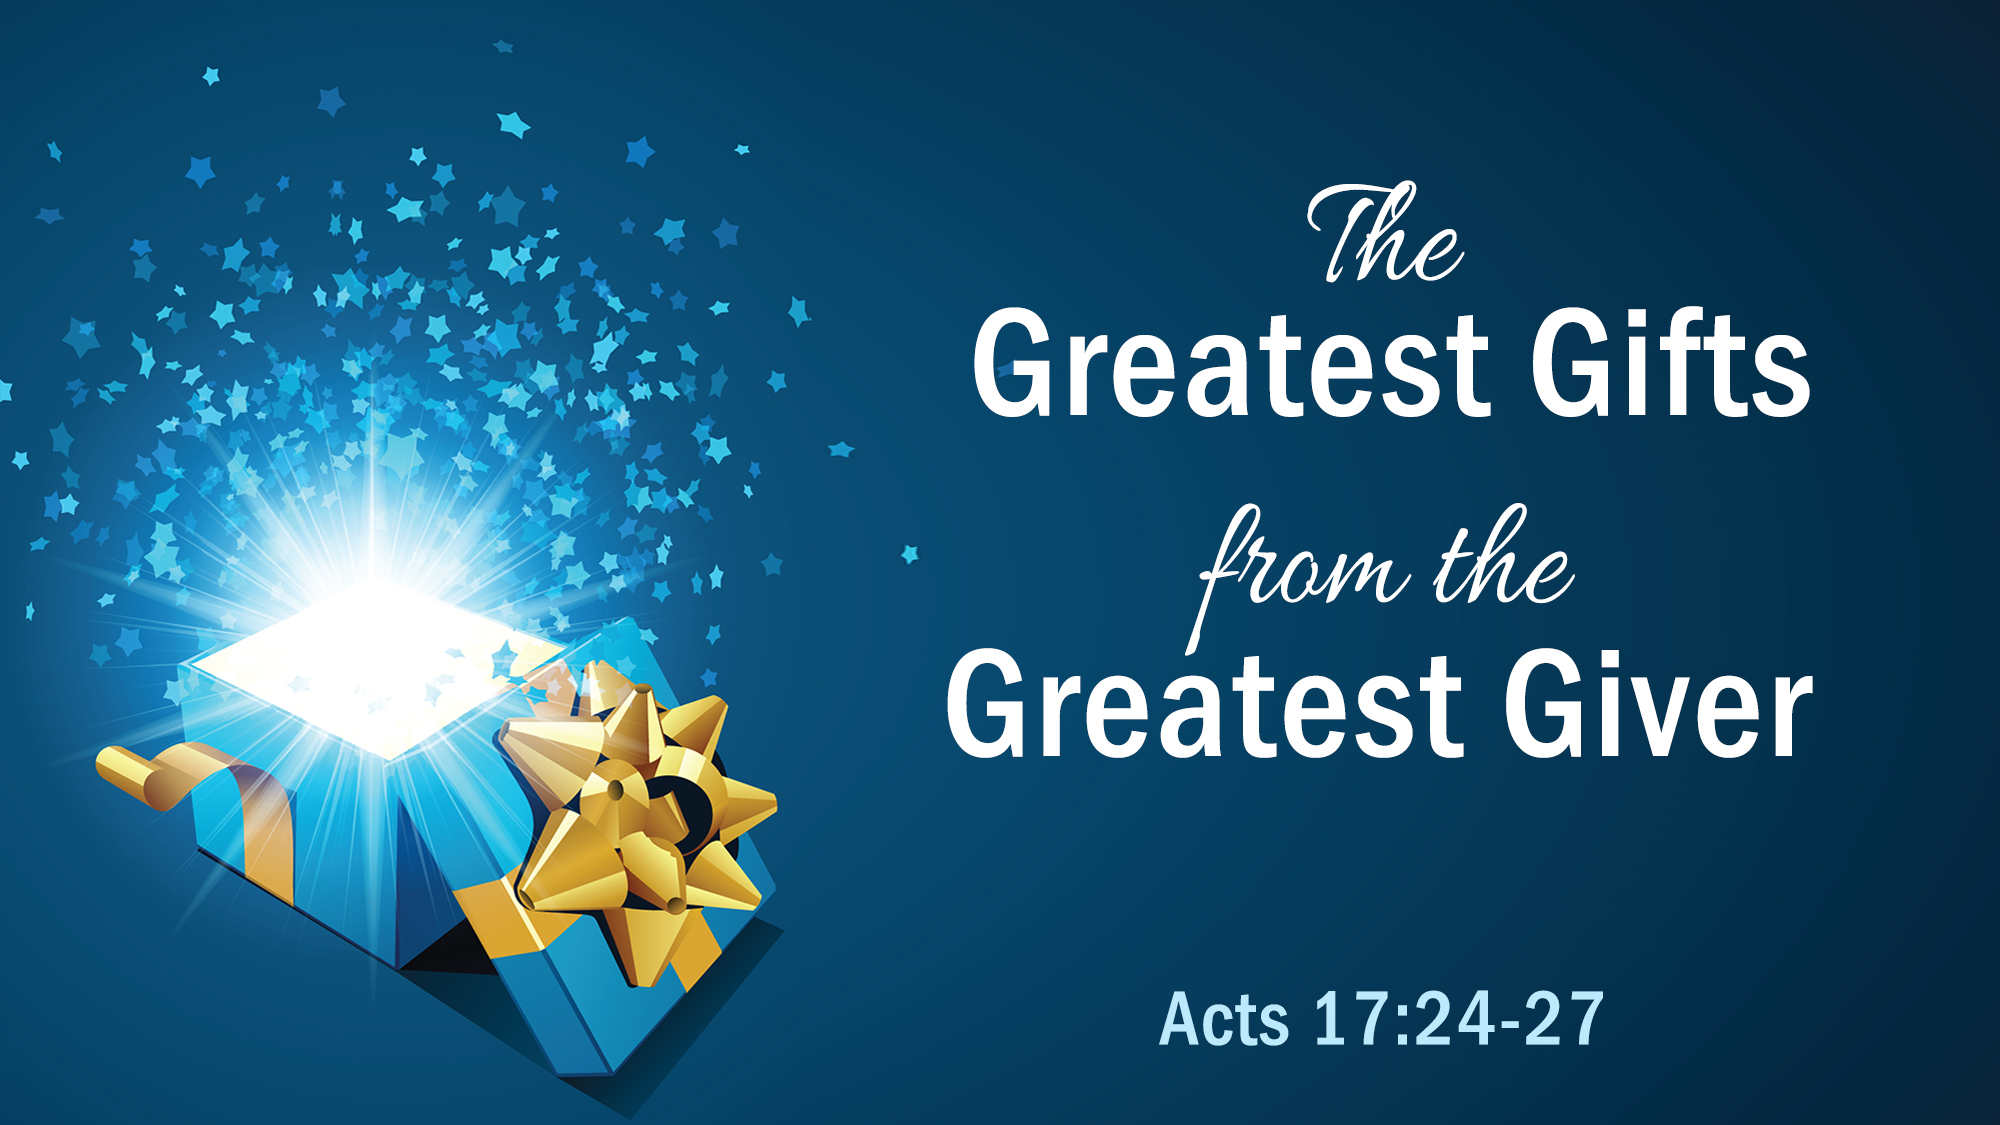 The
Greatest Gifts
from the
Greatest Giver
Acts 17:24-27